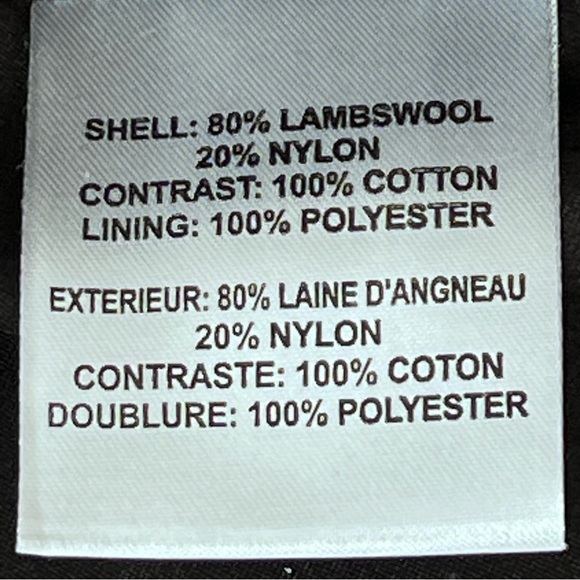 SHELL: 80% LAMBSWOOL
20% NYLON
CONTRAST: 100% COTTON
LINING: 100% POLYESTER
EXTERIEUR: 80% LAINE D'ANGNEAU
20% NYLON
CONTRASTE: 100% COTON
DOUBLURE: 100% POLYESTER